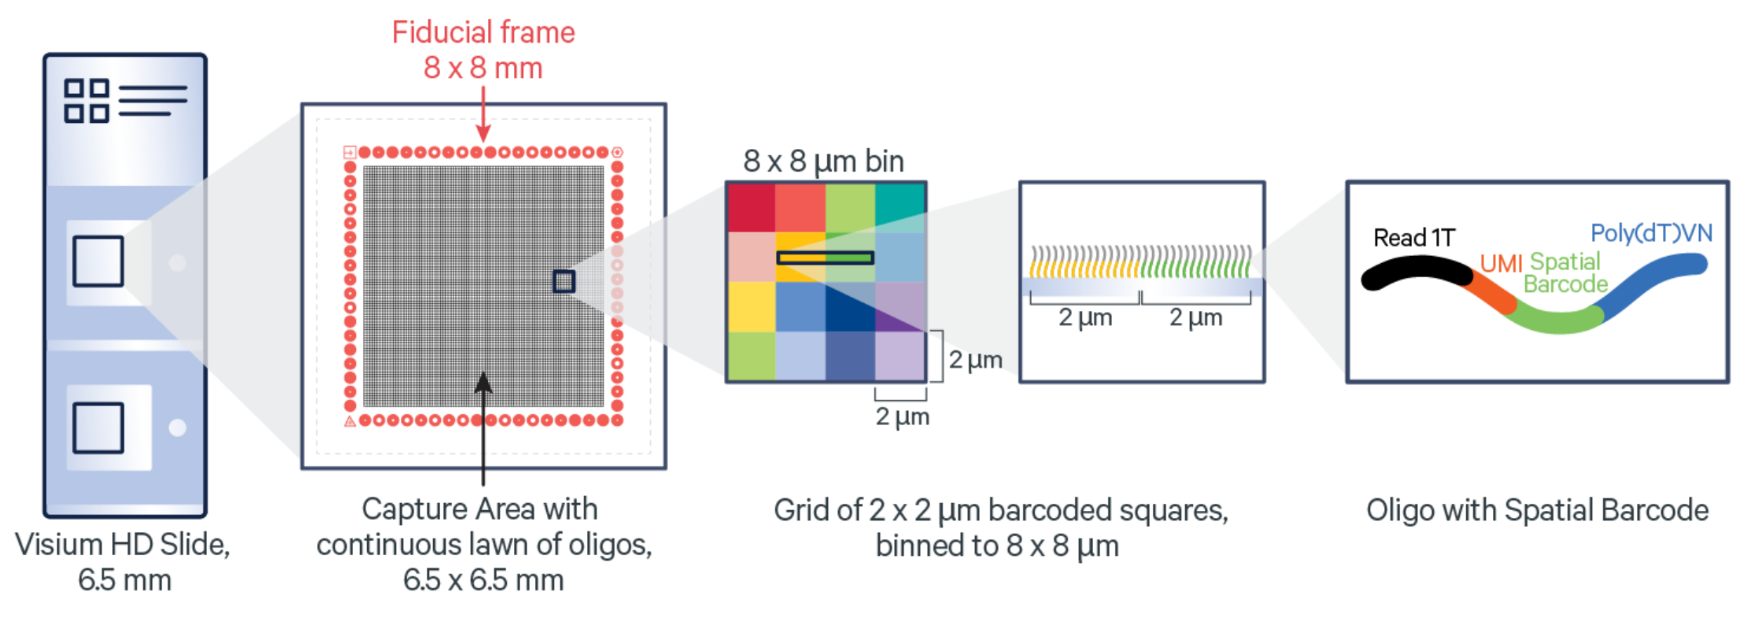 Fiducial frame
8 x 8 mm
Visium HD Slide,
6.5 mm
Capture Area with
continuous lawn of oligos,
6.5 x 6.5 mm
8 x 8 µm bin
2 µm
2 µm
2 µm
2 µm
Grid of 2 x 2 µm barcoded squares,
binned to 8 x 8 µm
Read 1T
UMI
Spatial
Barcode
Poly(dT)VN
Oligo with Spatial Barcode